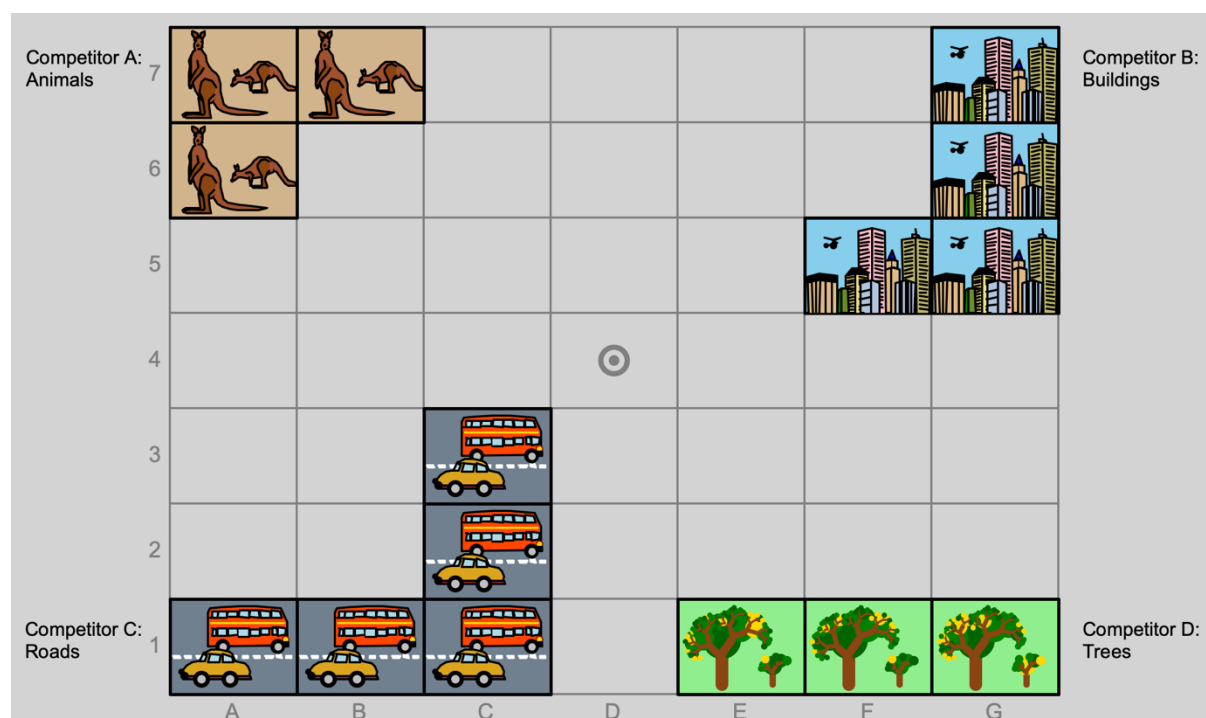 Competitor A:
Animals
Competitor B:
Buildings
7
6
5
4
3
2
Competitor C:
Roads
1
Competitor D:
Trees
A B C D E F G